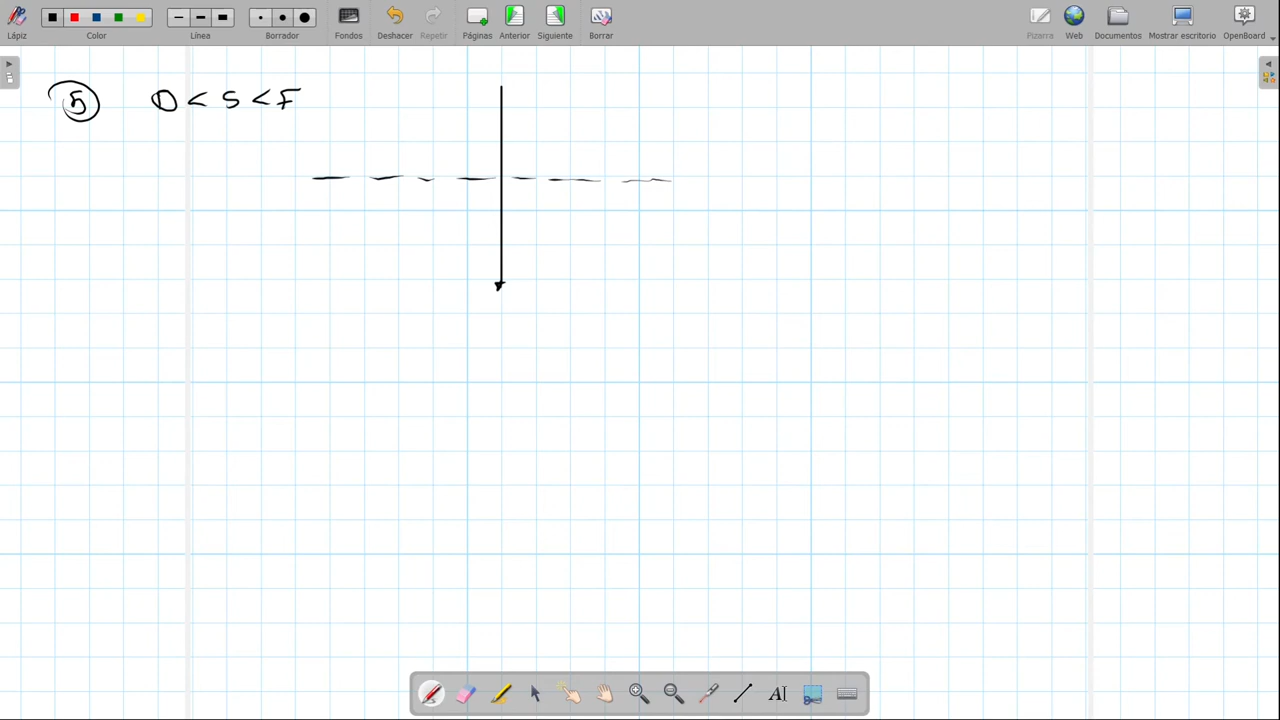 Lápiz Color Línea Borrador Fondos Deshacer Repetir Páginas Anterior Siguiente Borrar Pizarra Web Documentos Mostrar escritorio OpenBoard
5 0 < S < F
AI